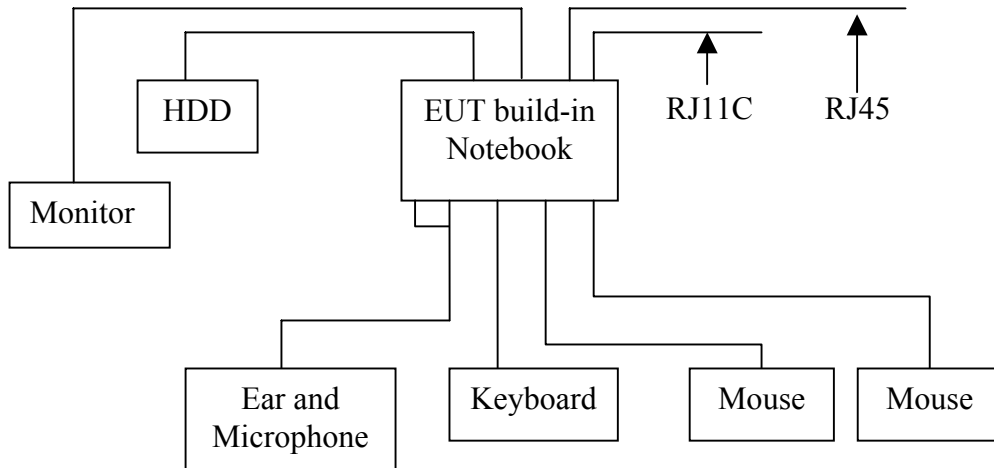 HDD
EUT build-in
Notebook
RJ11C
RJ45
Monitor
Ear and
Microphone
Keyboard
Mouse
Mouse